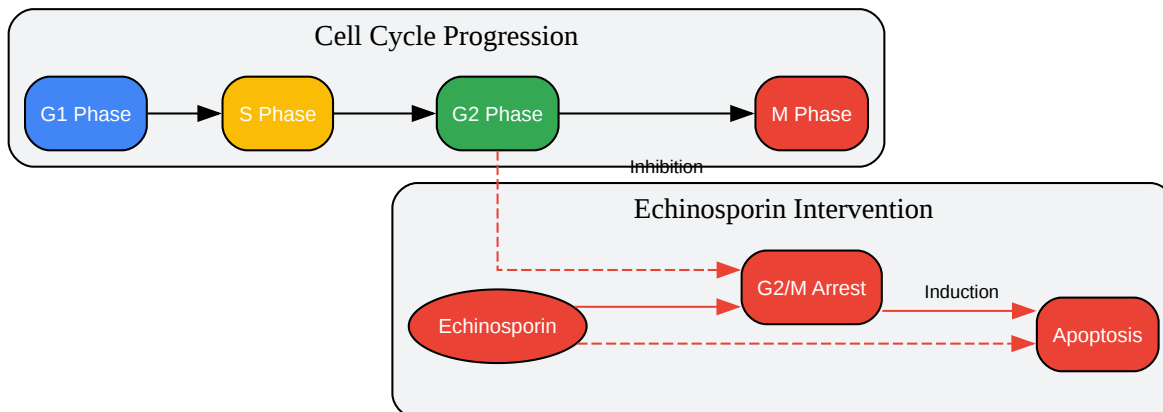 Cell Cycle Progression
G1 Phase
S Phase
G2 Phase
M Phase
Inhibition
Echinosporin Intervention
G2/M Arrest
Induction
Echinosporin
Apoptosis